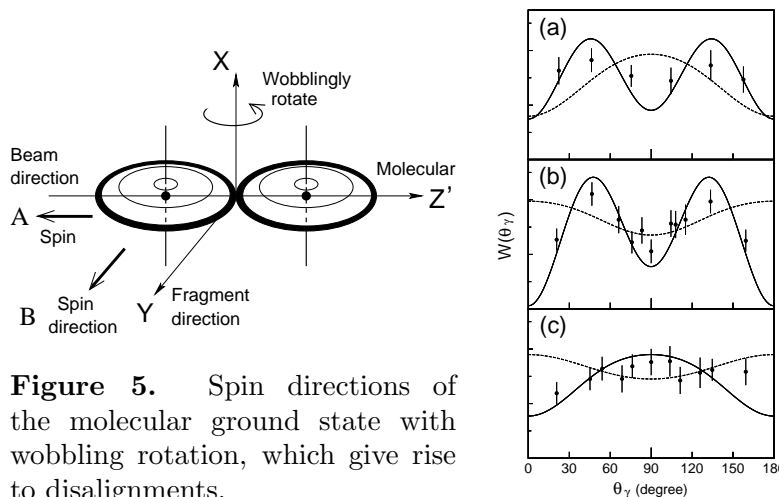 X
Wobblingly
rotate
Beam
direction
Molecular
Z'
A
Spin
B
Spin
direction
Y
Fragment
direction
Figure 5. Spin directions of
the molecular ground state with
wobbling rotation, which give rise
to disalignments.
(a)
(b)
(c)
W(θγ)
0 30 60 90 120 150 180
θγ (degree)